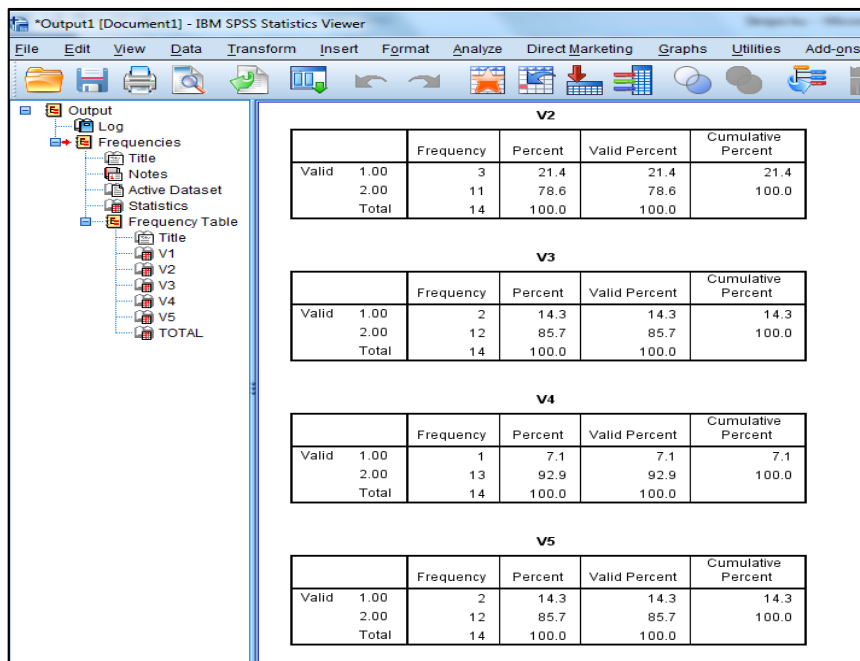 *Output1 [Document1] - IBM SPSS Statistics Viewer
File Edit View Data Transform Insert Format Analyze Direct Marketing Graphs Utilities Add-ons
Output
Log
Frequencies
Title
Notes
Active Dataset
Statistics
Frequency Table
Title
V1
V2
V3
V4
V5
TOTAL
V2
Frequency Percent Valid Percent Cumulative Percent
Valid 1.00 3 21.4 21.4 21.4
2.00 11 78.6 78.6 100.0
Total 14 100.0 100.0
V3
Frequency Percent Valid Percent Cumulative Percent
Valid 1.00 2 14.3 14.3 14.3
2.00 12 85.7 85.7 100.0
Total 14 100.0 100.0
V4
Frequency Percent Valid Percent Cumulative Percent
Valid 1.00 1 7.1 7.1 7.1
2.00 13 92.9 92.9 100.0
Total 14 100.0 100.0
V5
Frequency Percent Valid Percent Cumulative Percent
Valid 1.00 2 14.3 14.3 14.3
2.00 12 85.7 85.7 100.0
Total 14 100.0 100.0